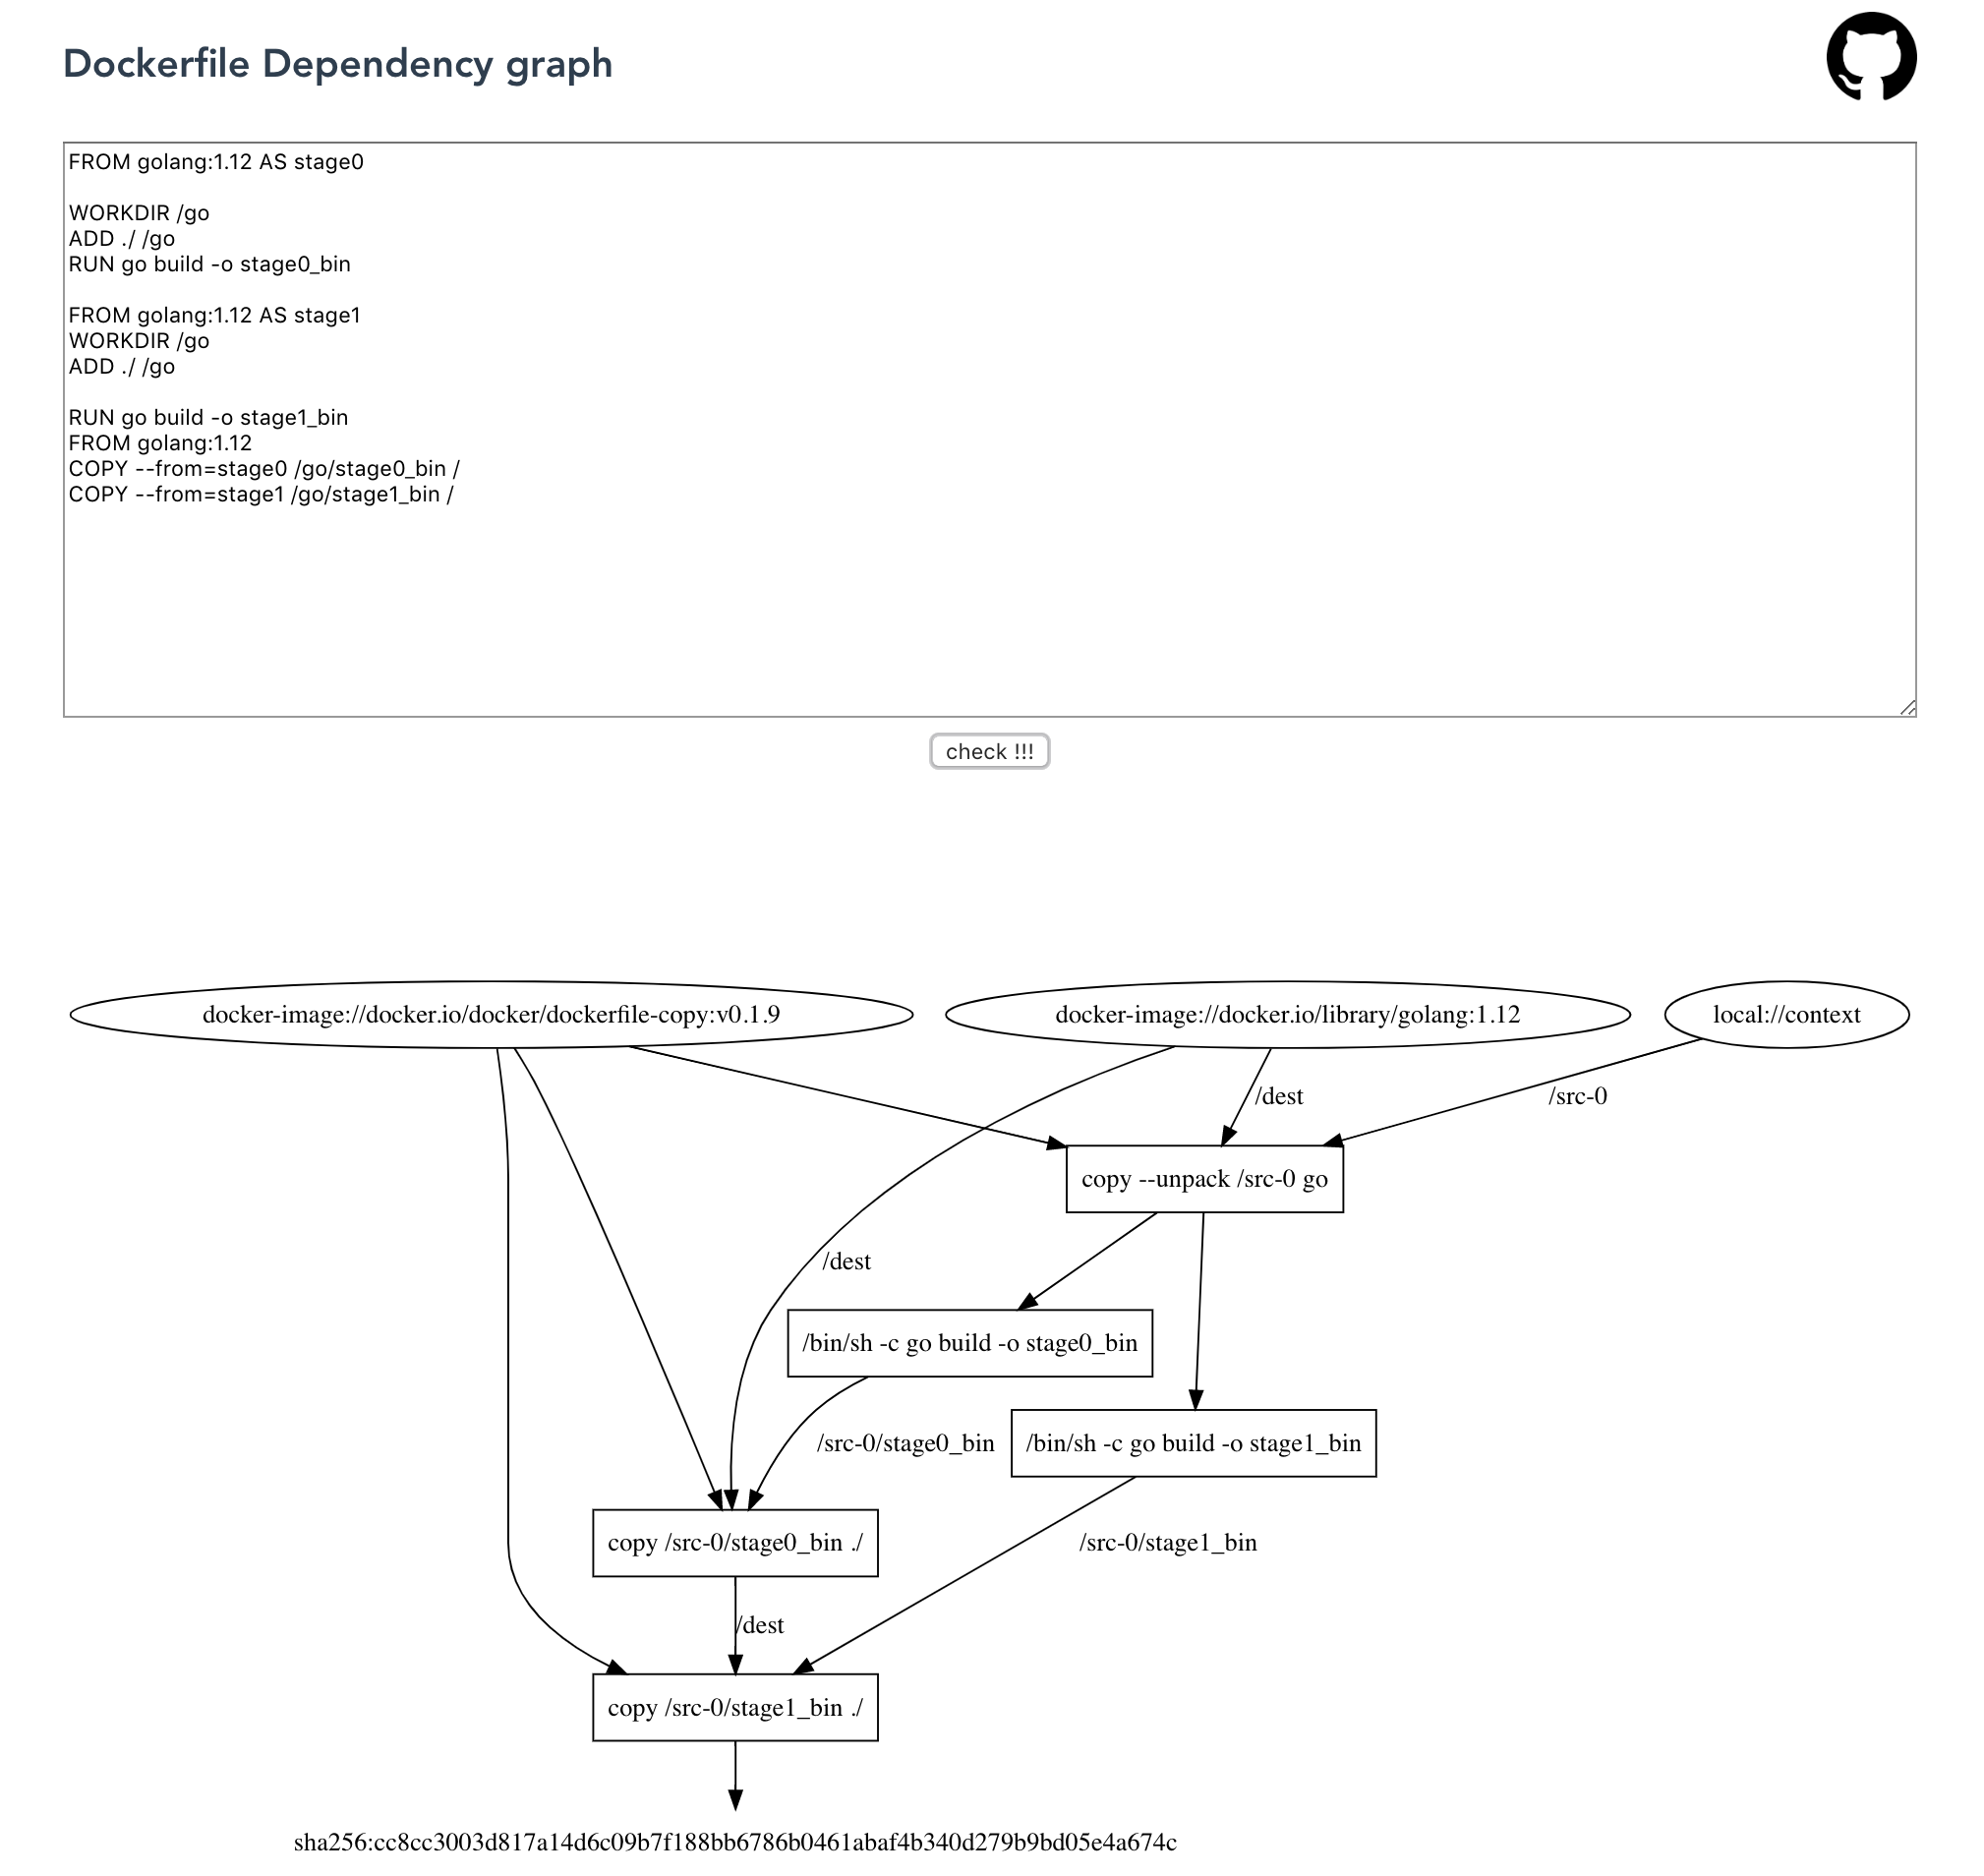 Dockerfile Dependency graph
FROM golang:1.12 AS stage0
WORKDIR /go
ADD ./ /go
RUN go build -o stage0_bin
FROM golang:1.12 AS stage1
WORKDIR /go
ADD ./ /go
RUN go build -o stage1_bin
FROM golang:1.12
COPY --from=stage0 /go/stage0_bin /
COPY --from=stage1 /go/stage1_bin /
check !!!
docker-image://docker.io/docker/dockerfile-copy:v0.1.9
docker-image://docker.io/library/golang:1.12
local://context
/dest
/src-0
copy --unpack /src-0 go
/dest
/bin/sh -c go build -o stage0_bin
/src-0/stage0_bin
/bin/sh -c go build -o stage1_bin
copy /src-0/stage0_bin ./
/src-0/stage1_bin
/dest
copy /src-0/stage1_bin ./
sha256:cc8cc3003d817a14d6c09b7f188bb6786b0461abaf4b340d279b9bd05e4a674c